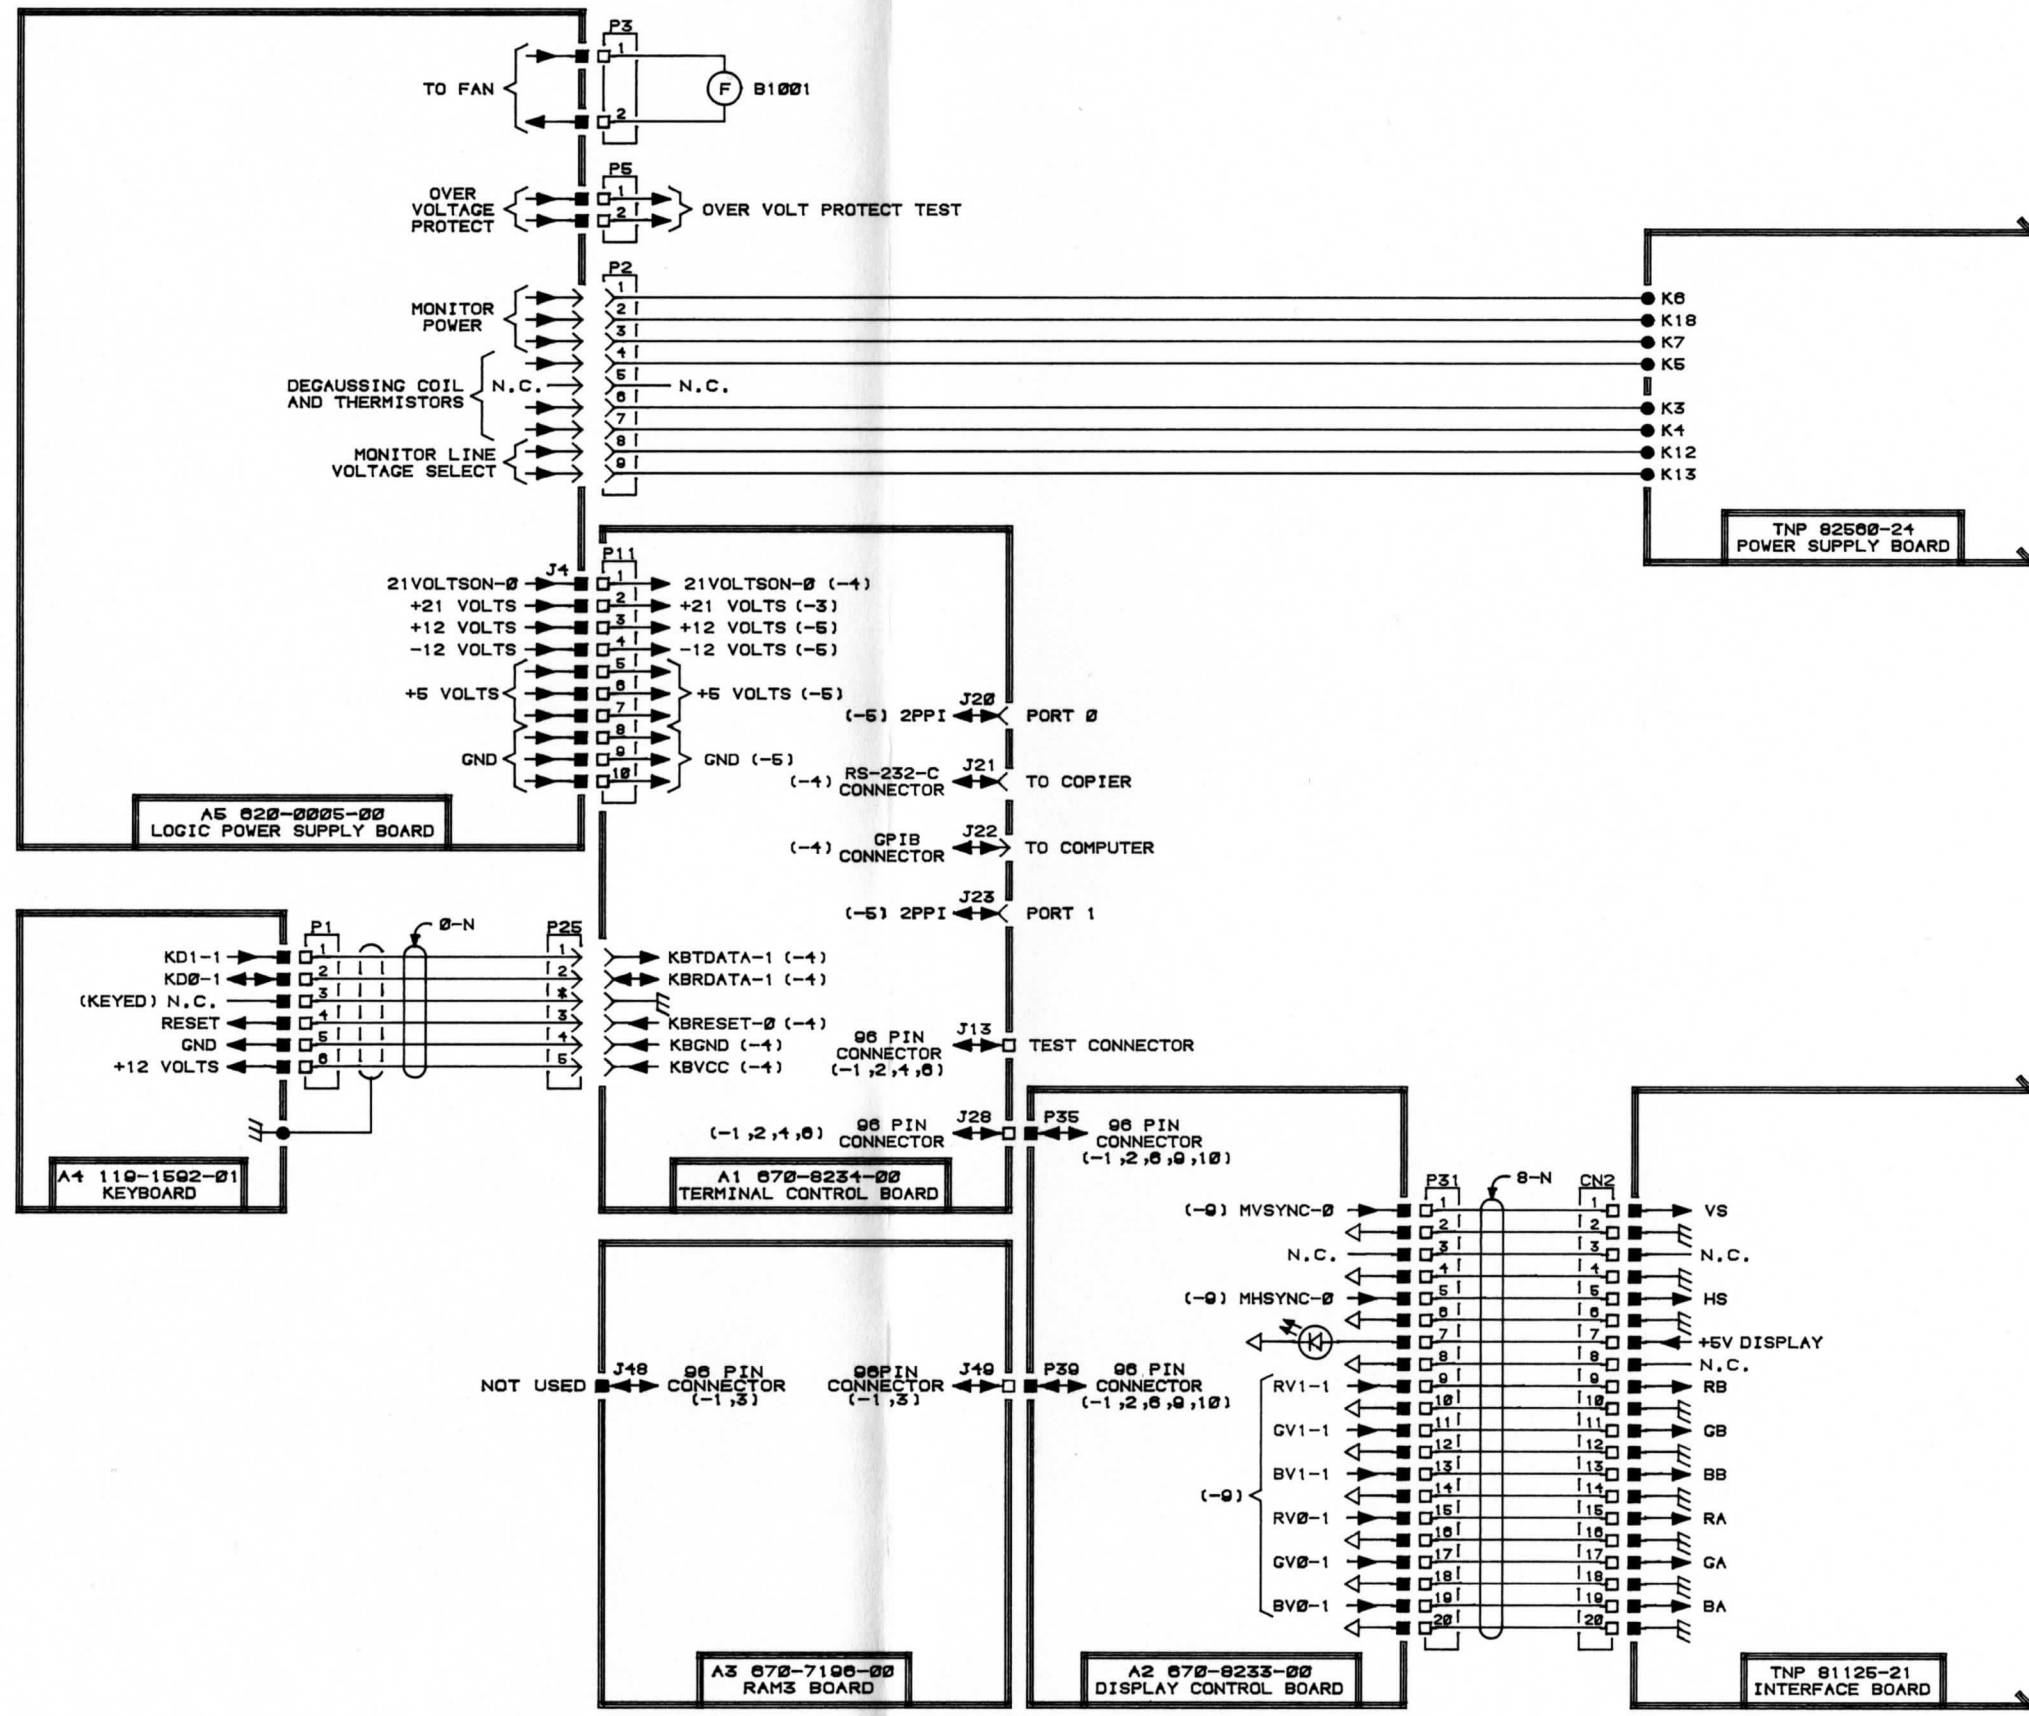 P3
1
TO FAN
F
B1001
2
P5
OVER
VOLTAGE
PROTECT
1
2
OVER VOLT PROTECT TEST
P2
MONITOR
POWER
1
2
3
4
5
6
7
8
9
K6
K18
K7
K5
K3
K4
K12
K13
DEGAUSSING COIL
AND THERMISTORS
N.C.
N.C.
MONITOR LINE
VOLTAGE SELECT
TNP 82560-24
POWER SUPPLY BOARD
J4
P11
21VOLTSON-0
1
21VOLTSON-0 (-4)
+21 VOLTS
2
+21 VOLTS (-3)
+12 VOLTS
3
+12 VOLTS (-5)
-12 VOLTS
4
-12 VOLTS (-5)
5
+5 VOLTS
6
+5 VOLTS (-5)
7
8
GND
9
GND (-5)
10
(-5) 2PPI
J20
PORT 0
(-4) RS-232-C
CONNECTOR
J21
TO COPIER
(-4) GPIB
CONNECTOR
J22
TO COMPUTER
(-5) 2PPI
J23
PORT 1
A5 620-0005-00
LOGIC POWER SUPPLY BOARD
P1
0-N
P25
KD1-1
1
1
KBTDATA-1 (-4)
KD0-1
2
2
KBRDATA-1 (-4)
(KEYED) N.C.
3
*
RESET
4
3
KBRESET-0 (-4)
GND
5
4
KBGND (-4)
+12 VOLTS
6
5
KBVCC (-4)
96 PIN
CONNECTOR
(-1,2,4,6)
J13
TEST CONNECTOR
(-1,2,4,6)
96 PIN
CONNECTOR
J28
P35
96 PIN
CONNECTOR
(-1,2,6,9,10)
A4 119-1592-01
KEYBOARD
A1 670-8234-00
TERMINAL CONTROL BOARD
P31
8-N
CN2
(-9) MVSYNC-0
1
1
VS
2
2
N.C.
3
3
N.C.
4
4
(-9) MHSYNC-0
5
5
HS
6
6
7
7
+5V DISPLAY
8
8
N.C.
NOT USED
J48
96 PIN
CONNECTOR
(-1,3)
96PIN
CONNECTOR
(-1,3)
J49
P39
96 PIN
CONNECTOR
(-1,2,6,9,10)
RV1-1
9
9
RB
10
10
GV1-1
11
11
GB
12
12
BV1-1
13
13
BB
(-9)
14
14
RV0-1
15
15
RA
16
16
GV0-1
17
17
GA
18
18
BV0-1
19
19
BA
20
20
A3 670-7196-00
RAM3 BOARD
A2 670-8233-00
DISPLAY CONTROL BOARD
TNP 81125-21
INTERFACE BOARD